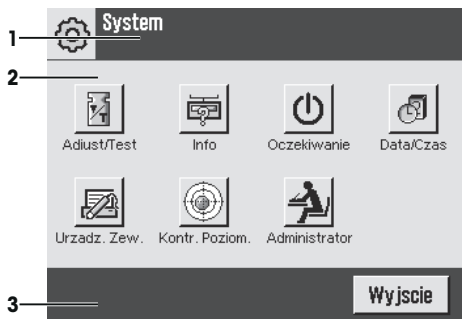 System
1
2
Adiust/Test Info Oczekiwanie Data/Czas
Urzadz. Zew. Kontr. Poziom. Administrator
3
Wyjscie